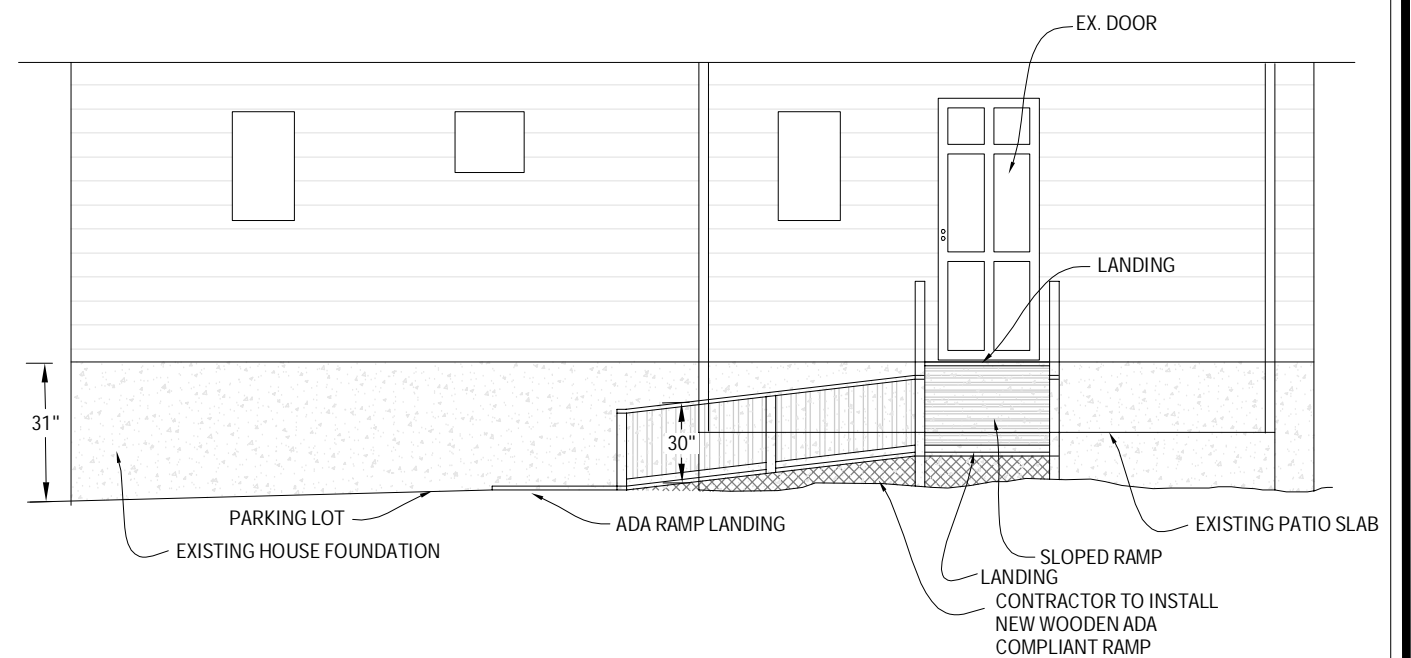 EX. DOOR
LANDING
31"
30"
PARKING LOT
ADA RAMP LANDING
EXISTING PATIO SLAB
EXISTING HOUSE FOUNDATION
SLOPED RAMP
LANDING
CONTRACTOR TO INSTALL
NEW WOODEN ADA
COMPLIANT RAMP